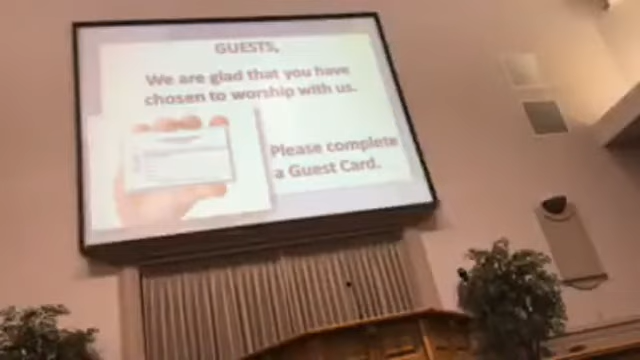 GUESTS,
We are glad that you have
chosen to worship with us.
Please complete
a Guest Card.